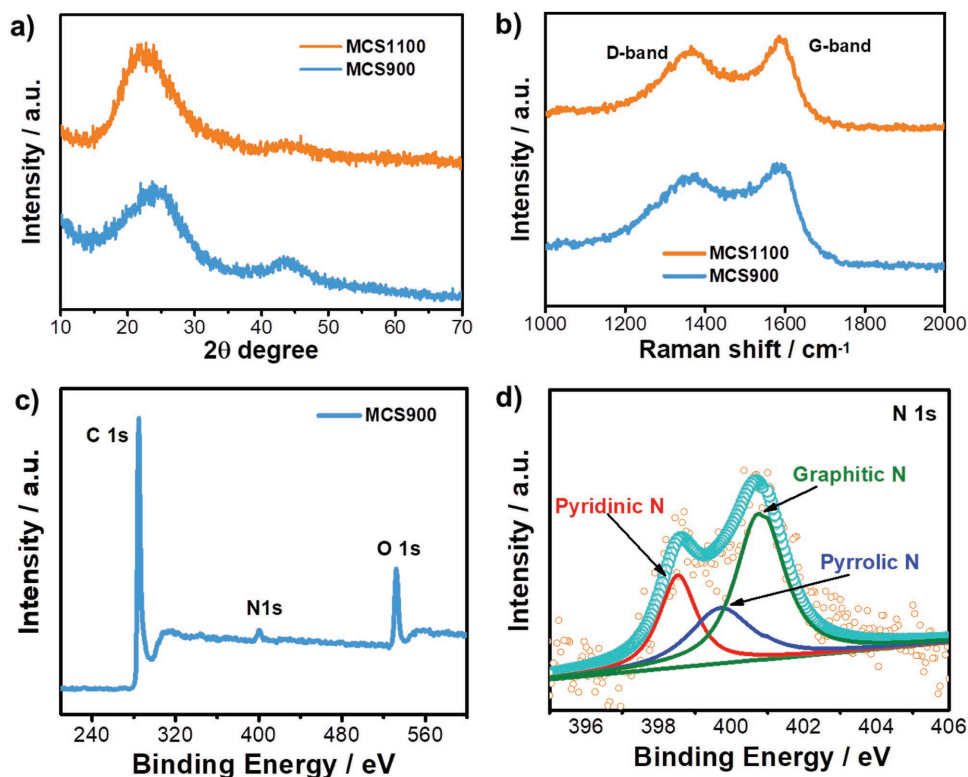 a)
MCS1100
MCS900
Intensity / a.u.
10 20 30 40 50 60 70
2θ degree
b)
D-band
G-band
MCS1100
MCS900
Intensity / a.u.
1000 1200 1400 1600 1800 2000
Raman shift / cm-1
c)
MCS900
C 1s
N1s
O 1s
Intensity / a.u.
240 320 400 480 560
Binding Energy / eV
d)
N 1s
Graphitic N
Pyridinic N
Pyrrolic N
Intensity / a.u.
396 398 400 402 404 406
Binding Energy / eV